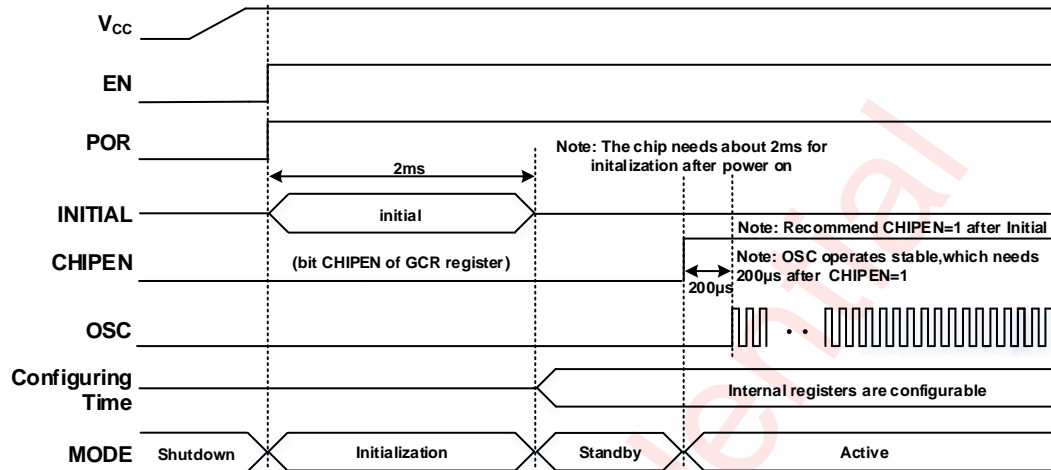 VCC
EN
POR
Note: The chip needs about 2ms for
initalization after power on
2ms
INITIAL
initial
Note: Recommend CHIPEN=1 after Initial
CHIPEN
(bit CHIPEN of GCR register)
Note: OSC operates stable,which needs
200μs after CHIPEN=1
200μs
OSC
Configuring
Time
Internal registers are configurable
MODE
Shutdown
Initialization
Standby
Active